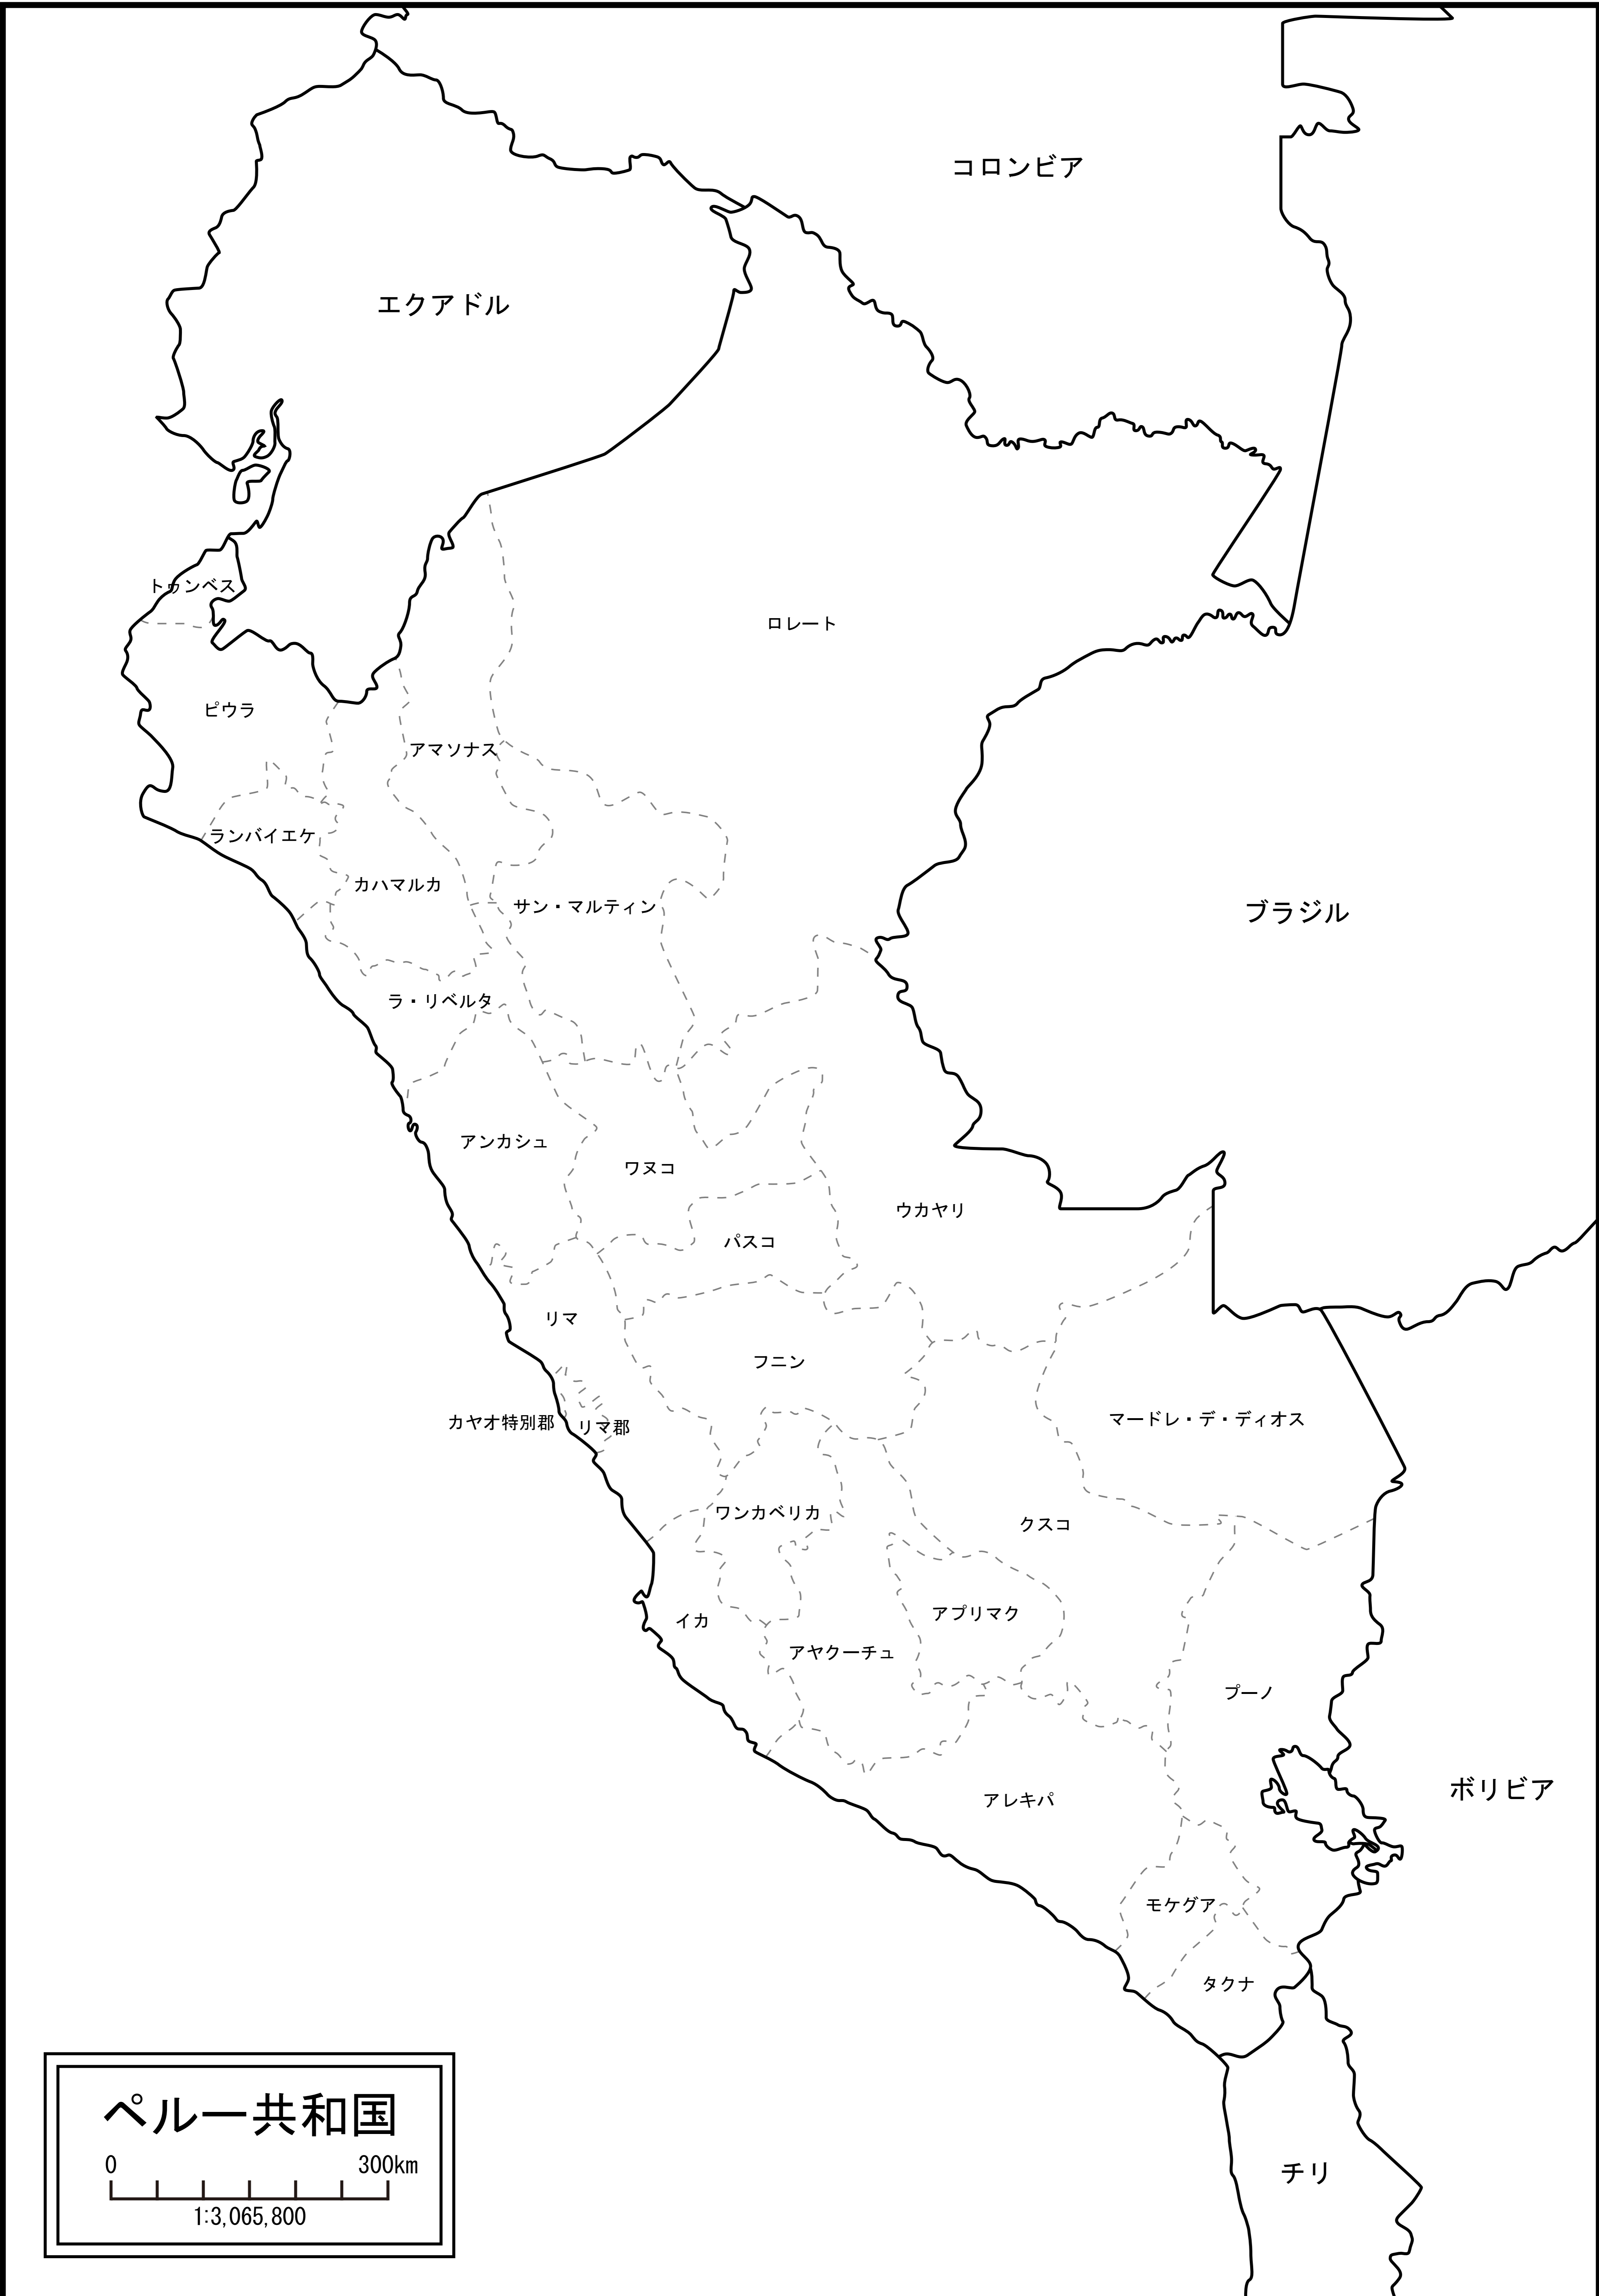 コロンビア
エクアドル
トゥンベス
ロレート
ピウラ
アマソナス
ランバイエケ
カハマルカ
サン・マルティン
ブラジル
ラ・リベルタ
アンカシュ
ワヌコ
ウカヤリ
パスコ
リマ
フニン
カヤオ特別郡
リマ郡
マードレ・デ・ディオス
ワンカベリカ
クスコ
イカ
アプリマク
アヤクーチュ
プーノ
ボリビア
アレキパ
モケグア
タクナ
チリ
ペルー共和国
0 300km
1:3,065,800